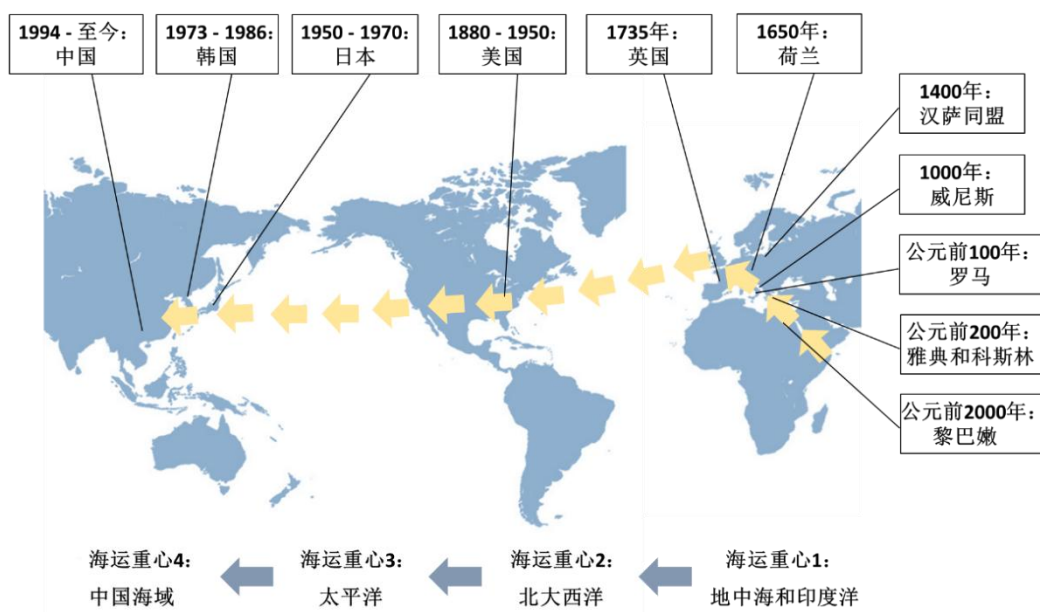 1994 - 至今：
中国
1973 - 1986：
韩国
1950 - 1970：
日本
1880 - 1950：
美国
1735年：
英国
1650年：
荷兰
1400年：
汉萨同盟
1000年：
威尼斯
公元前100年：
罗马
公元前200年：
雅典和科斯林
公元前2000年：
黎巴嫩
海运重心4：
中国海域
海运重心3：
太平洋
海运重心2：
北大西洋
海运重心1：
地中海和印度洋